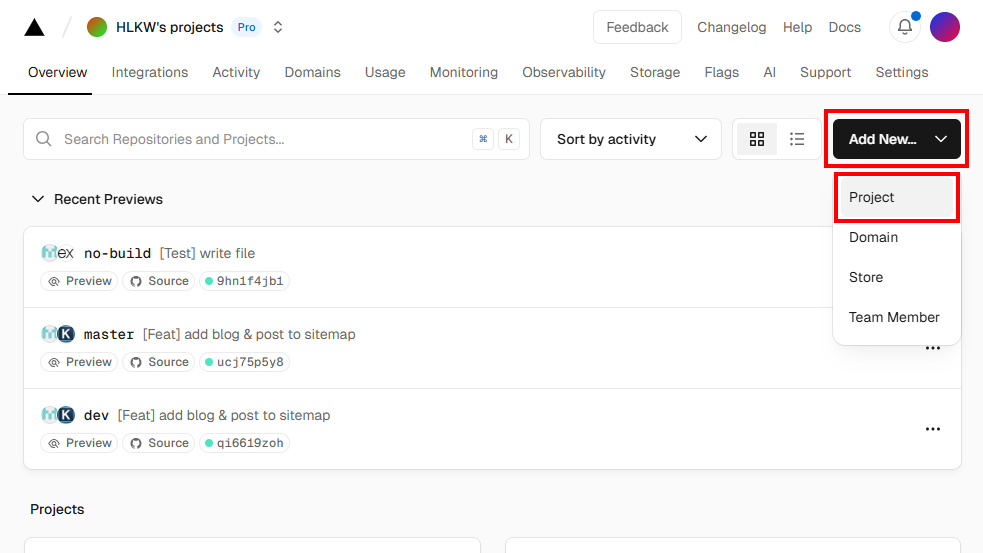 HLKW's projects Pro Feedback Changelog Help Docs
Overview Integrations Activity Domains Usage Monitoring Observability Storage Flags AI Support Settings
Search Repositories and Projects... ⌘ K Sort by activity Add New...
Project
Domain
Store
Team Member
Recent Previews
ex no-build [Test] write file
Preview Source 9hn1f4jb1
K master [Feat] add blog & post to sitemap
Preview Source ucj75p5y8
K dev [Feat] add blog & post to sitemap
Preview Source qi6619zoh
Projects